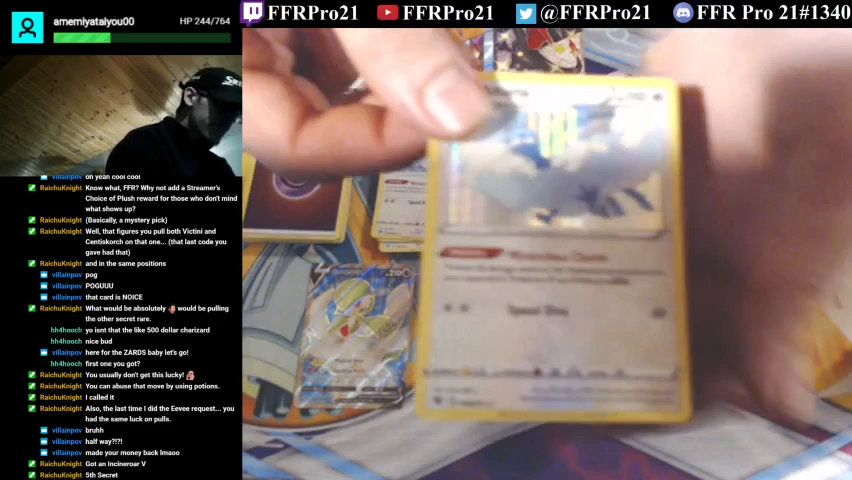 amemlyatalyou00
HP 244/764
FFRPro21
FFRPro21
@FFRPro21
FFR Pro 21#1340
villainpov oh yeah cool cool
RaichuKnight Know what, FFR? Why not add a Streamer's
Choice of Plush reward for those who don't mind
what shows up?
RaichuKnight (Basically, a mystery pick)
RaichuKnight Well, that figures you pull both Victini and
Centiskorch on that one... (that last code you
gave had that)
RaichuKnight and in the same positions
villainpov pog
villainpov POGUUU
villainpov that card is NOICE
RaichuKnight What would be absolutely would be pulling
the other secret rare.
hh4hooch yo isnt that the like 500 dollar charizard
hh4hooch nice bud
villainpov here for the ZARDS baby let's go!
hh4hooch first one you got?
RaichuKnight You usually don't get this lucky!
RaichuKnight You can abuse that move by using potions.
RaichuKnight I called it
RaichuKnight Also, the last time I did the Eevee request... you
had the same luck on pulls.
villainpov bruhh
villainpov half way?!?!
villainpov made your money back lmaoo
RaichuKnight Got an Incineroar V
RaichuKnight 5th Secret
210